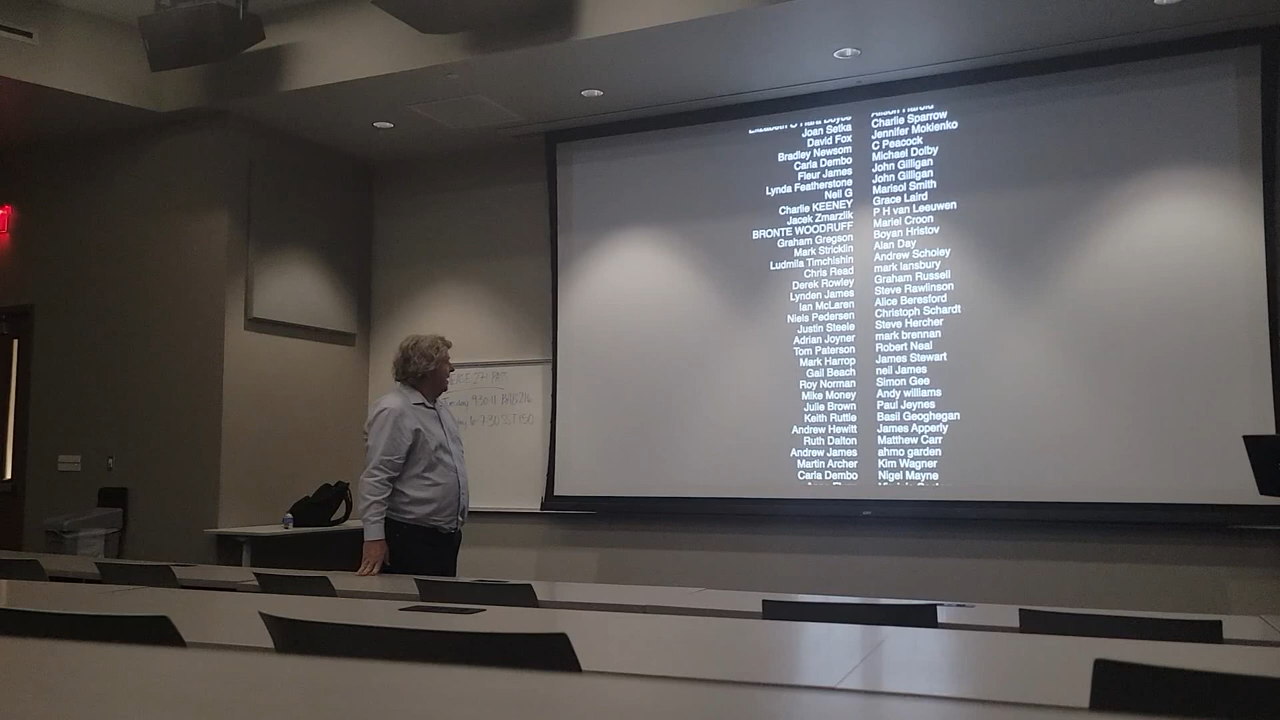 Joan Setka
David Fox
Bradley Newsom
Carla Dembo
Fleur James
Lynda Featherstone
Neil G
Charlie KEENEY
Jacek Zmarzlik
BRONTE WOODRUFF
Graham Gregson
Mark Stricklin
Ludmila Timchishin
Chris Read
Derek Rowley
Lynden James
Ian McLaren
Niels Pedersen
Justin Steele
Adrian Joyner
Tom Paterson
Mark Harrop
Gail Beach
Roy Norman
Mike Money
Julie Brown
Keith Ruttle
Andrew Hewitt
Ruth Dalton
Andrew James
Martin Archer
Carla Dembo
Alison Harold
Charlie Sparrow
Jennifer Moklenko
C Peacock
Michael Dolby
John Gilligan
John Gilligan
Marisol Smith
Grace Laird
P H van Leeuwen
Mariel Croon
Boyan Hristov
Alan Day
Andrew Scholey
mark lansbury
Graham Russell
Steve Rawlinson
Alice Beresford
Christoph Schardt
Steve Hercher
mark brennan
Robert Neal
James Stewart
neil James
Simon Gee
Andy williams
Paul Jeynes
Basil Geoghegan
James Apperly
Matthew Carr
ahmo garden
Kim Wagner
Nigel Mayne
Tuesday 930-11